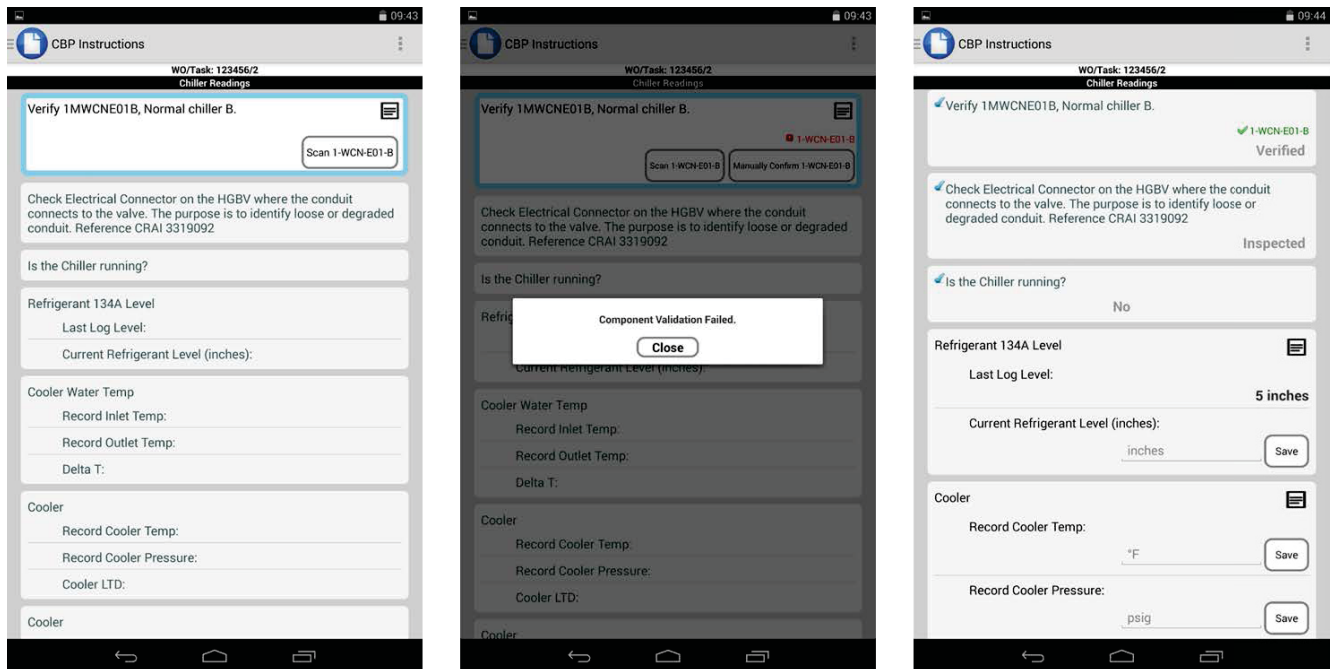 09:43
CBP Instructions
WO/Task: 123456/2
Chiller Readings
Verify 1MWCNE01B, Normal chiller B.
Scan 1-WCN-E01-B
Check Electrical Connector on the HGBV where the conduit
connects to the valve. The purpose is to identify loose or degraded
conduit. Reference CRAI 3319092
Is the Chiller running?
Refrigerant 134A Level
Last Log Level:
Current Refrigerant Level (inches):
Cooler Water Temp
Record Inlet Temp:
Record Outlet Temp:
Delta T:
Cooler
Record Cooler Temp:
Record Cooler Pressure:
Cooler LTD:
Cooler
09:43
CBP Instructions
WO/Task: 123456/2
Chiller Readings
Verify 1MWCNE01B, Normal chiller B.
1-WCN-E01-B
Scan 1-WCN-E01-B Manually Confirm 1-WCN-E01-B
Check Electrical Connector on the HGBV where the conduit
connects to the valve. The purpose is to identify loose or degraded
conduit. Reference CRAI 3319092
Is the Chiller running?
Refrig
Component Validation Failed.
Close
Current Refrigerant Level (inches):
Cooler Water Temp
Record Inlet Temp:
Record Outlet Temp:
Delta T:
Cooler
Record Cooler Temp:
Record Cooler Pressure:
Cooler LTD:
Cooler
09:44
CBP Instructions
WO/Task: 123456/2
Chiller Readings
Verify 1MWCNE01B, Normal chiller B.
1-WCN-E01-B
Verified
Check Electrical Connector on the HGBV where the conduit
connects to the valve. The purpose is to identify loose or
degraded conduit. Reference CRAI 3319092
Inspected
Is the Chiller running?
No
Refrigerant 134A Level
Last Log Level:
5 inches
Current Refrigerant Level (inches):
inches Save
Cooler
Record Cooler Temp:
°F Save
Record Cooler Pressure:
psig Save